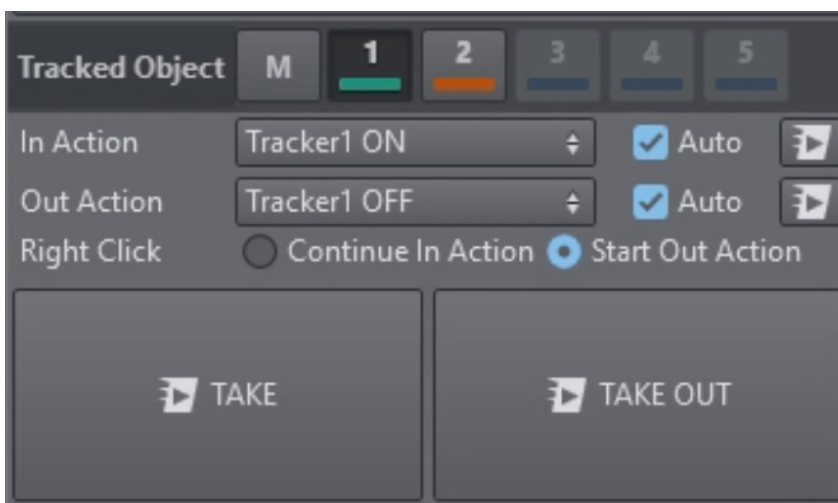 Tracked Object M 1 2 3 4 5
In Action Tracker1 ON Auto
Out Action Tracker1 OFF Auto
Right Click Continue In Action Start Out Action
TAKE TAKE OUT